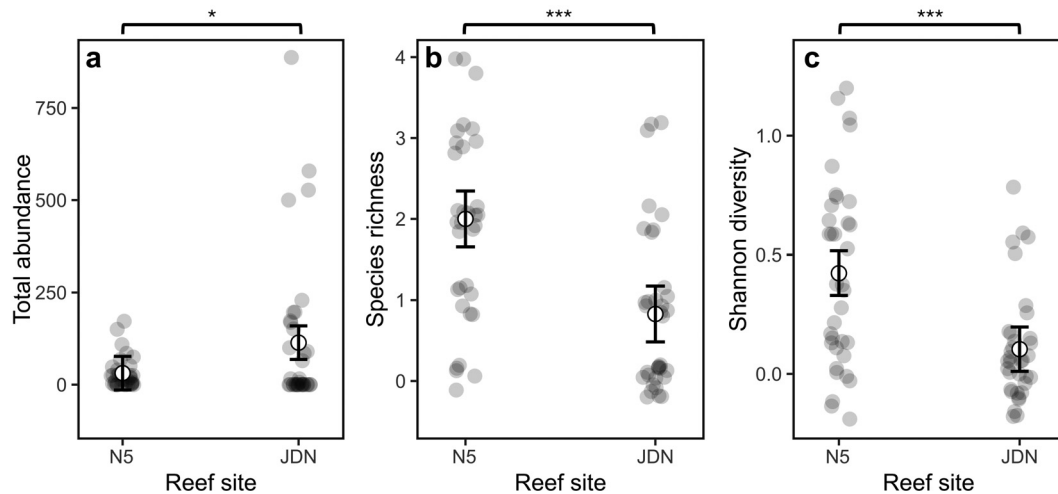 * *** ***
a b c
Total abundance
750
500
250
0
N5 JDN
Reef site
Species richness
4
3
2
1
0
N5 JDN
Reef site
Shannon diversity
1.0
0.5
0.0
N5 JDN
Reef site